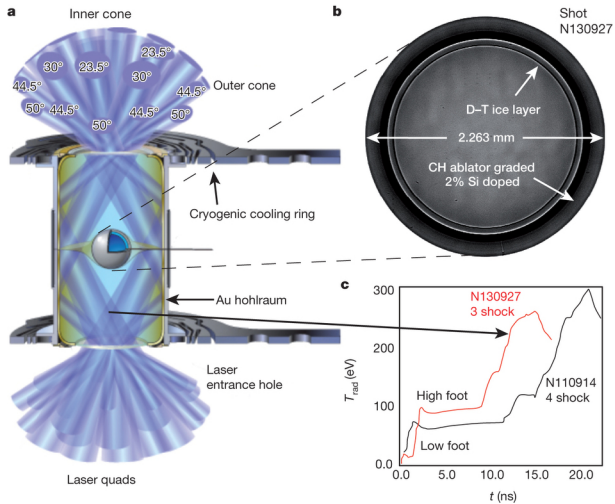 a
Inner cone
23.5°
30°
23.5°
30°
44.5°
44.5°
50°
44.5°
44.5°
50°
50°
Outer cone
Cryogenic cooling ring
Au hohlraum
Laser
entrance hole
Laser quads
b
Shot
N130927
D–T ice layer
2.263 mm
CH ablator graded
2% Si doped
c
300
200
100
0.0
T rad (eV)
N130927
3 shock
N110914
4 shock
High foot
Low foot
0.0
5.0
10.0
15.0
20.0
t (ns)